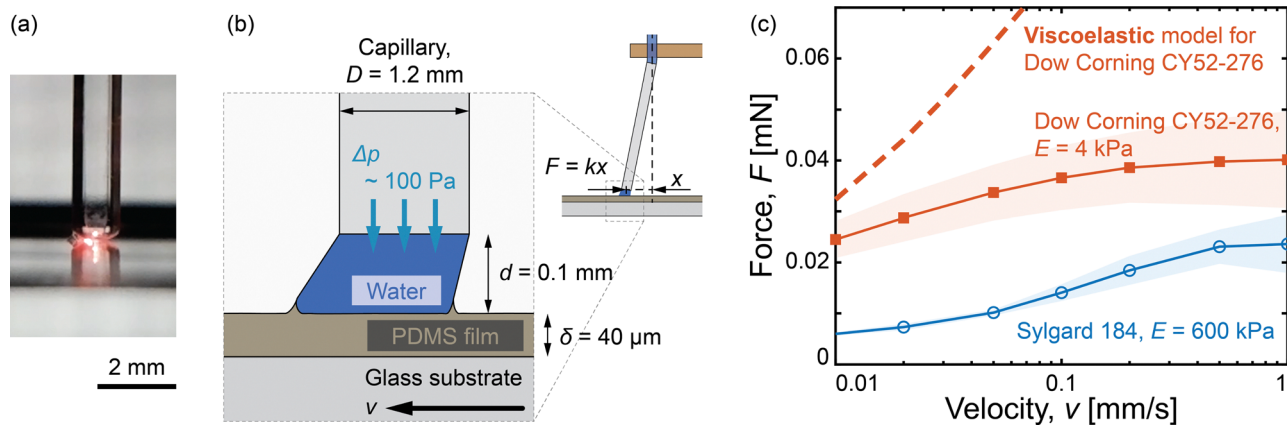 (a)
2 mm
(b)
Capillary,
D = 1.2 mm
Δp
~ 100 Pa
Water
d = 0.1 mm
PDMS film
δ = 40 μm
Glass substrate
v
F = kx
x
(c)
Force, F [mN]
0.06
0.04
0.02
0
0.01
0.1
1
Velocity, v [mm/s]
Viscoelastic model for
Dow Corning CY52-276
Dow Corning CY52-276,
E = 4 kPa
Sylgard 184, E = 600 kPa